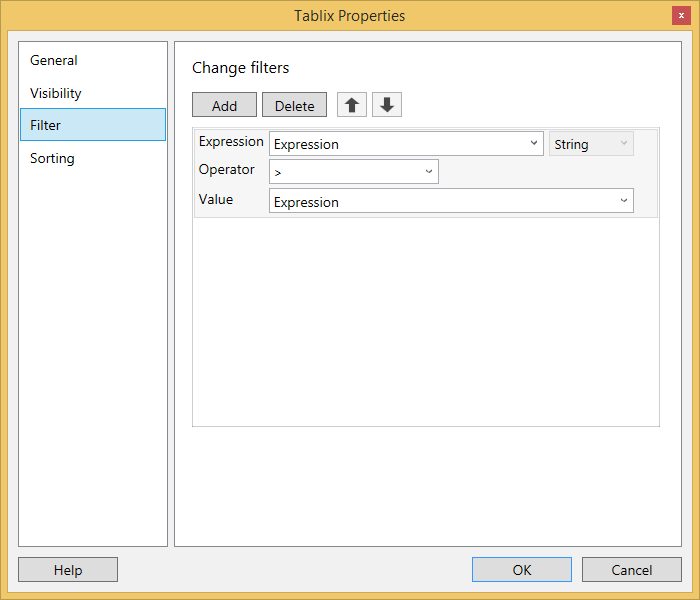 Tablix Properties
x
General
Visibility
Filter
Sorting
Change filters
Add Delete
Expression Expression String
Operator >
Value Expression
Help OK Cancel